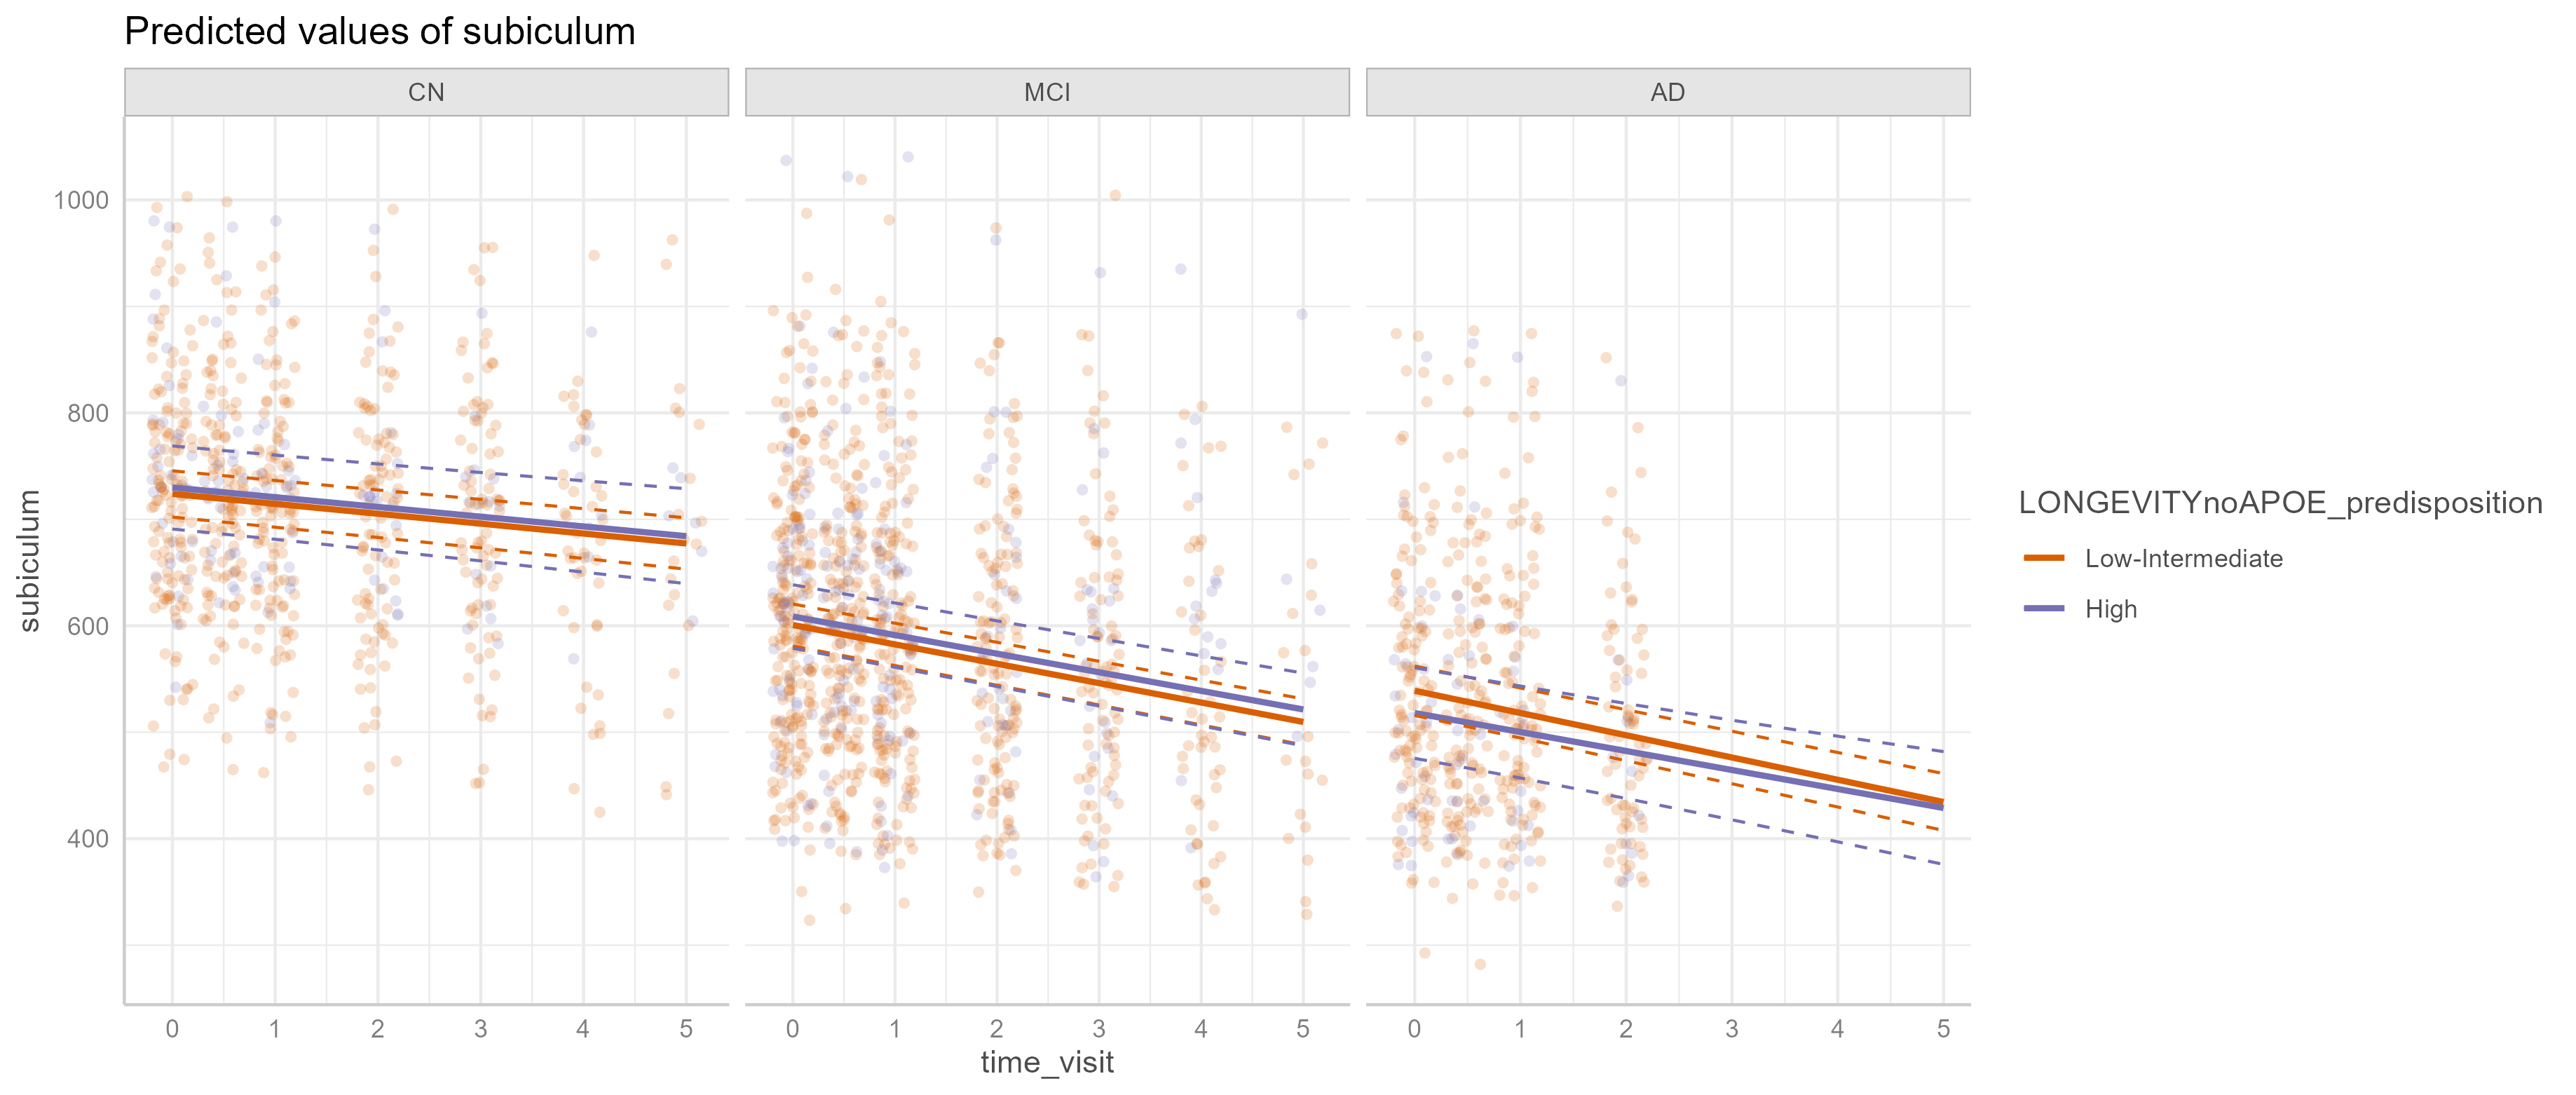 Predicted values of subiculum
CN
MCI
AD
1000
800
600
400
subiculum
0 1 2 3 4 5
0 1 2 3 4 5
0 1 2 3 4 5
time_visit
LONGEVITYnoAPOE_predisposition
Low-Intermediate
High